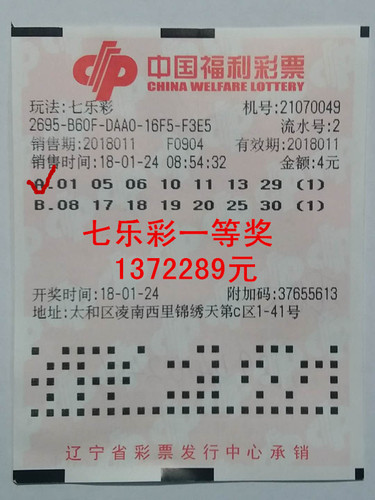 中国福利彩票
CHINA WELFARE LOTTERY
玩法:七乐彩 机号:21070049
2695-B60F-DAA0-16F5-F3E5 流水号:2
销售期:2018011 F0904 有效期:2018011
销售时间:18-01-24 08:54:32 金额:4元
A.01 05 06 10 11 13 29 (1)
B.08 17 18 19 20 25 30 (1)
七乐彩一等奖
1372289元
开奖时间:18-01-24 附加码:37655613
地址:太和区凌南西里锦绣天第c区1-41号
辽宁省彩票发行中心承销